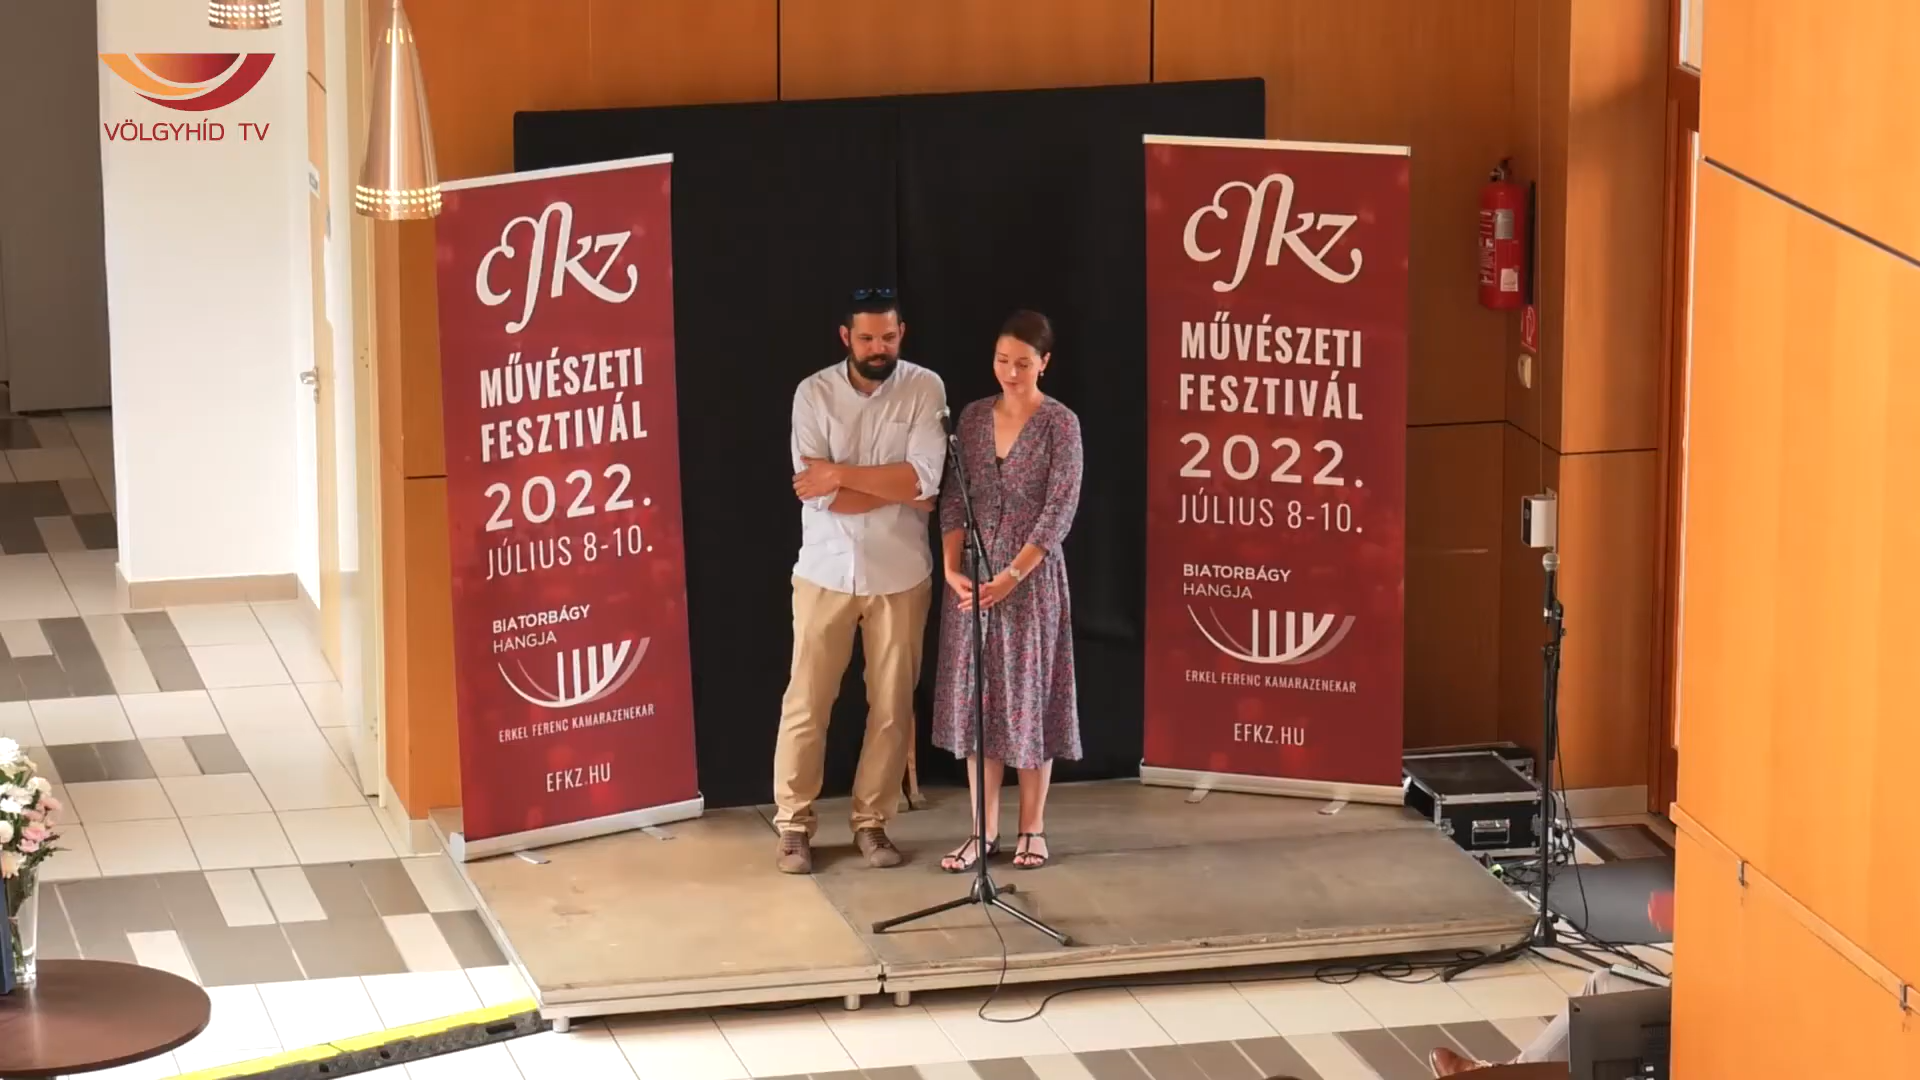 VÖLGYHÍD TV
efkz
MŰVÉSZETI
FESZTIVÁL
2022.
JÚLIUS 8-10.
BIATORBÁGY
HANGJA
ERKEL FERENC KAMARAZENEKAR
EFKZ.HU
efkz
MŰVÉSZETI
FESZTIVÁL
2022.
JÚLIUS 8-10.
BIATORBÁGY
HANGJA
ERKEL FERENC KAMARAZENEKAR
EFKZ.HU